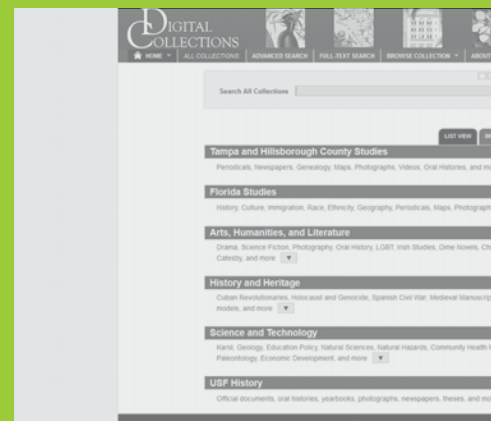 DIGITAL
COLLECTIONS
HOME ALL COLLECTIONS ADVANCED SEARCH FULL-TEXT SEARCH BROWSE COLLECTION ABOUT
Search All Collections
LIST VIEW
Tampa and Hillsborough County Studies
Periodicals, Newspapers, Genealogy, Maps, Photographs, Videos, Oral Histories, and
Florida Studies
History, Culture, Immigration, Race, Ethnicity, Geography, Periodicals, Maps,
Arts, Humanities, and Literature
Drama, Science Fiction, Photography, Oral History, LGBT, Irish Studies, Dime Novels,
Catesby, and more
History and Heritage
Cuban Revolutionaries, Holocaust and Genocide, Spanish Civil War, Medieval
models, and more
Science and Technology
Karst, Geology, Education Policy, Natural Sciences, Natural Hazards, Community Health
Paleontology, Economic Development, and more
USF History
Official documents, oral histories, yearbooks, photographs, newspapers, theses, and